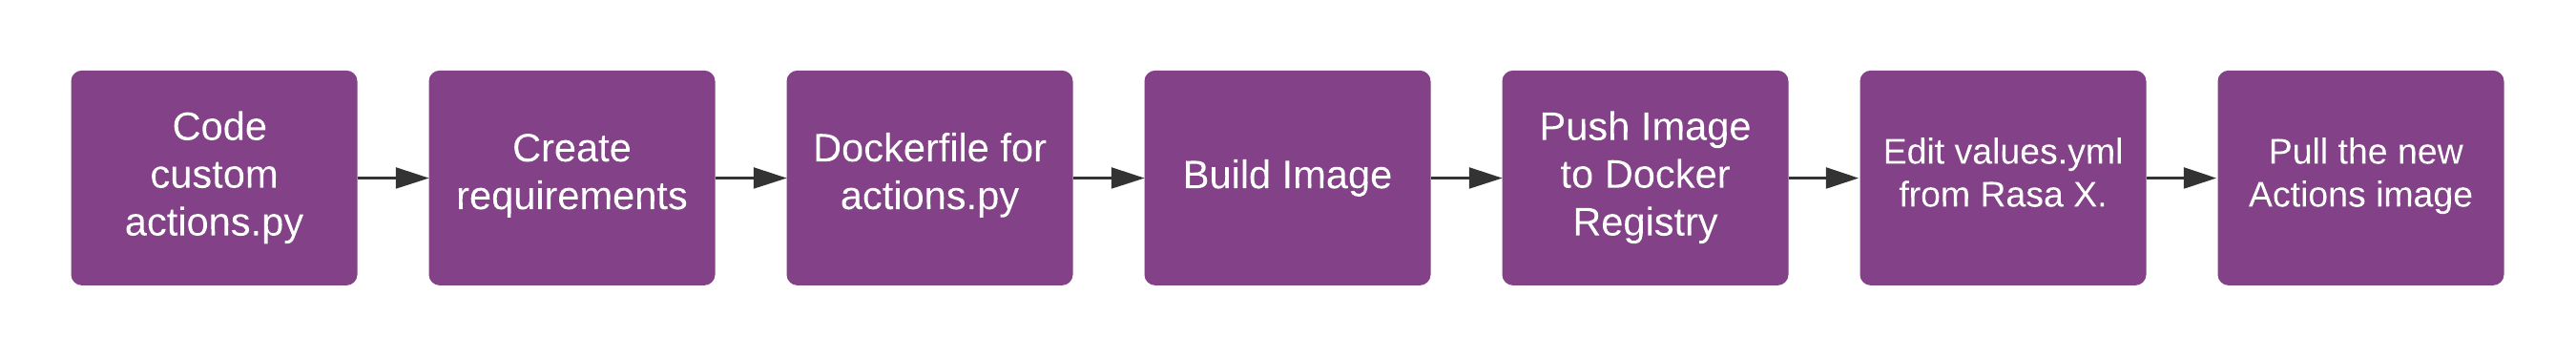 Code
custom
actions.py
Create
requirements
Dockerfile for
actions.py
Build Image
Push Image
to Docker
Registry
Edit values.yml
from Rasa X.
Pull the new
Actions image